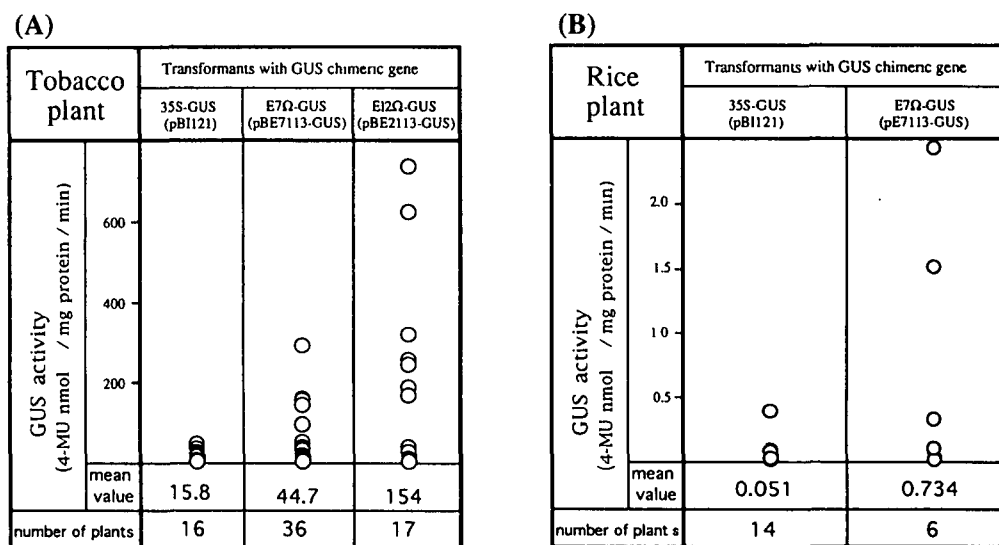 (A)
Tobacco plant
Transformants with GUS chimeric gene
35S-GUS (pBI121)
E7Ω-GUS (pBE7113-GUS)
El2Ω-GUS (pBE2113-GUS)
GUS activity
(4-MU nmol / mg protein / min)
600
400
200
mean value
15.8
44.7
154
number of plants
16
36
17
(B)
Rice plant
Transformants with GUS chimeric gene
35S-GUS (pBI121)
E7Ω-GUS (pE7113-GUS)
GUS activity
(4-MU nmol / mg protein / min)
2.0
1.5
1 0
0.5
mean value
0.051
0.734
number of plant s
14
6